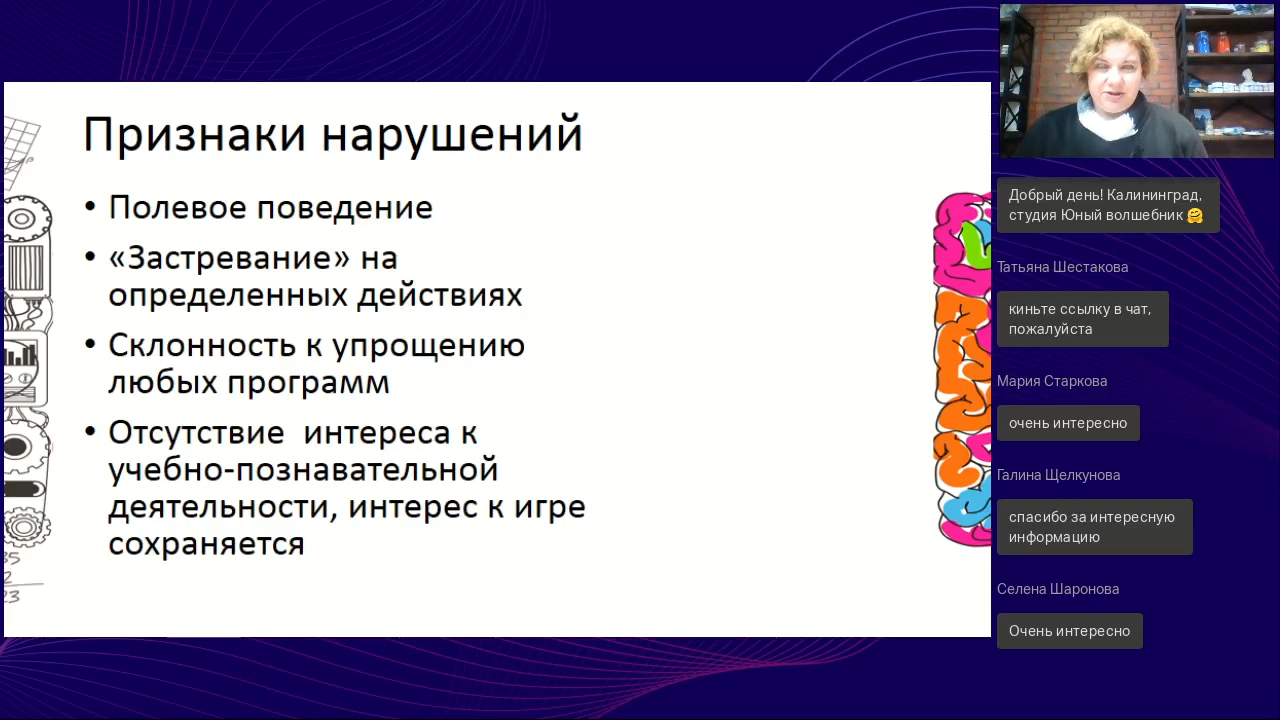 Признаки нарушений
• Полевое поведение
• «Застревание» на
определенных действиях
• Склонность к упрощению
любых программ
• Отсутствие интереса к
учебно-познавательной
деятельности, интерес к игре
сохраняется
Добрый день! Калининград,
студия Юный волшебник 🤗
Татьяна Шестакова
киньте ссылку в чат,
пожалуйста
Мария Старкова
очень интересно
Галина Щелкунова
спасибо за интересную
информацию
Селена Шаронова
Очень интересно